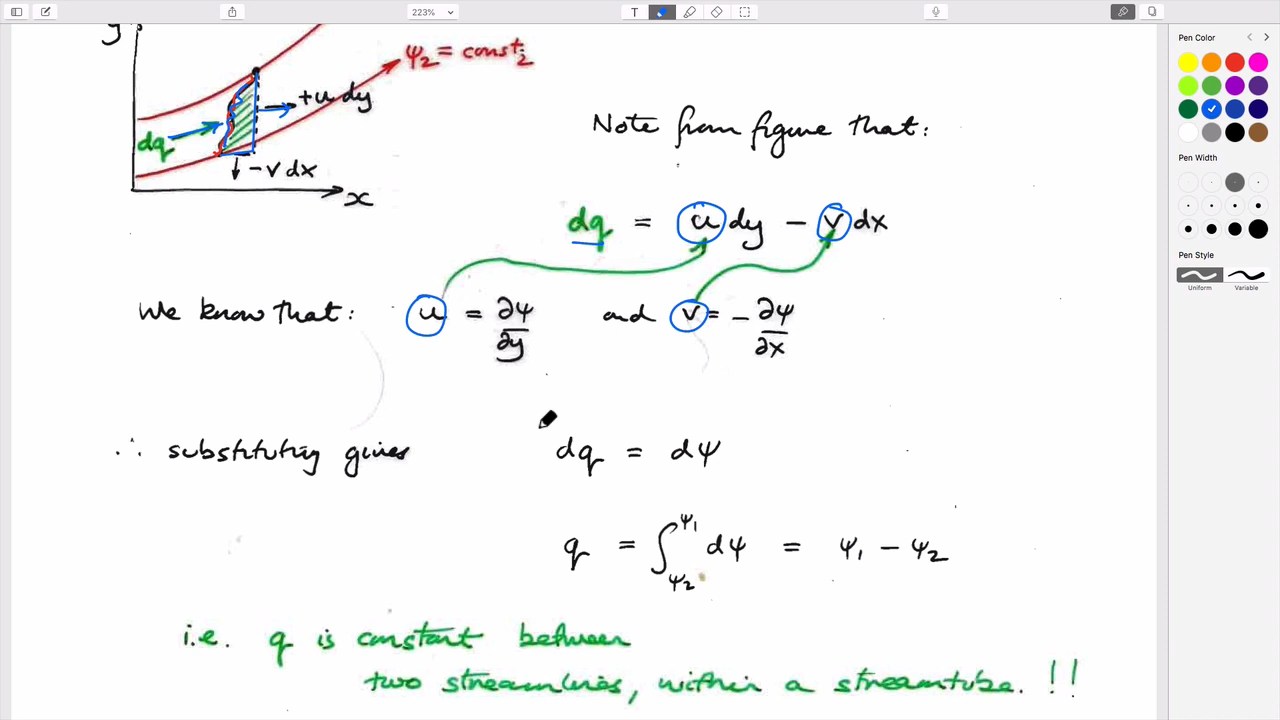 223%
T
Pen Color
y
ψ₂ = const₂
+u dy
dq
- v dx
x
Note from figure that:
dq = u dy - v dx
We know that: u = ∂ψ/∂y and v = - ∂ψ/∂x
∴ substituting gives dq = dψ
q = ∫_ψ₂^ψ₁ dψ = ψ₁ - ψ₂
i.e. q is constant between
two streamlines, within a streamtube. !!
Pen Width
Pen Style
Uniform Variable